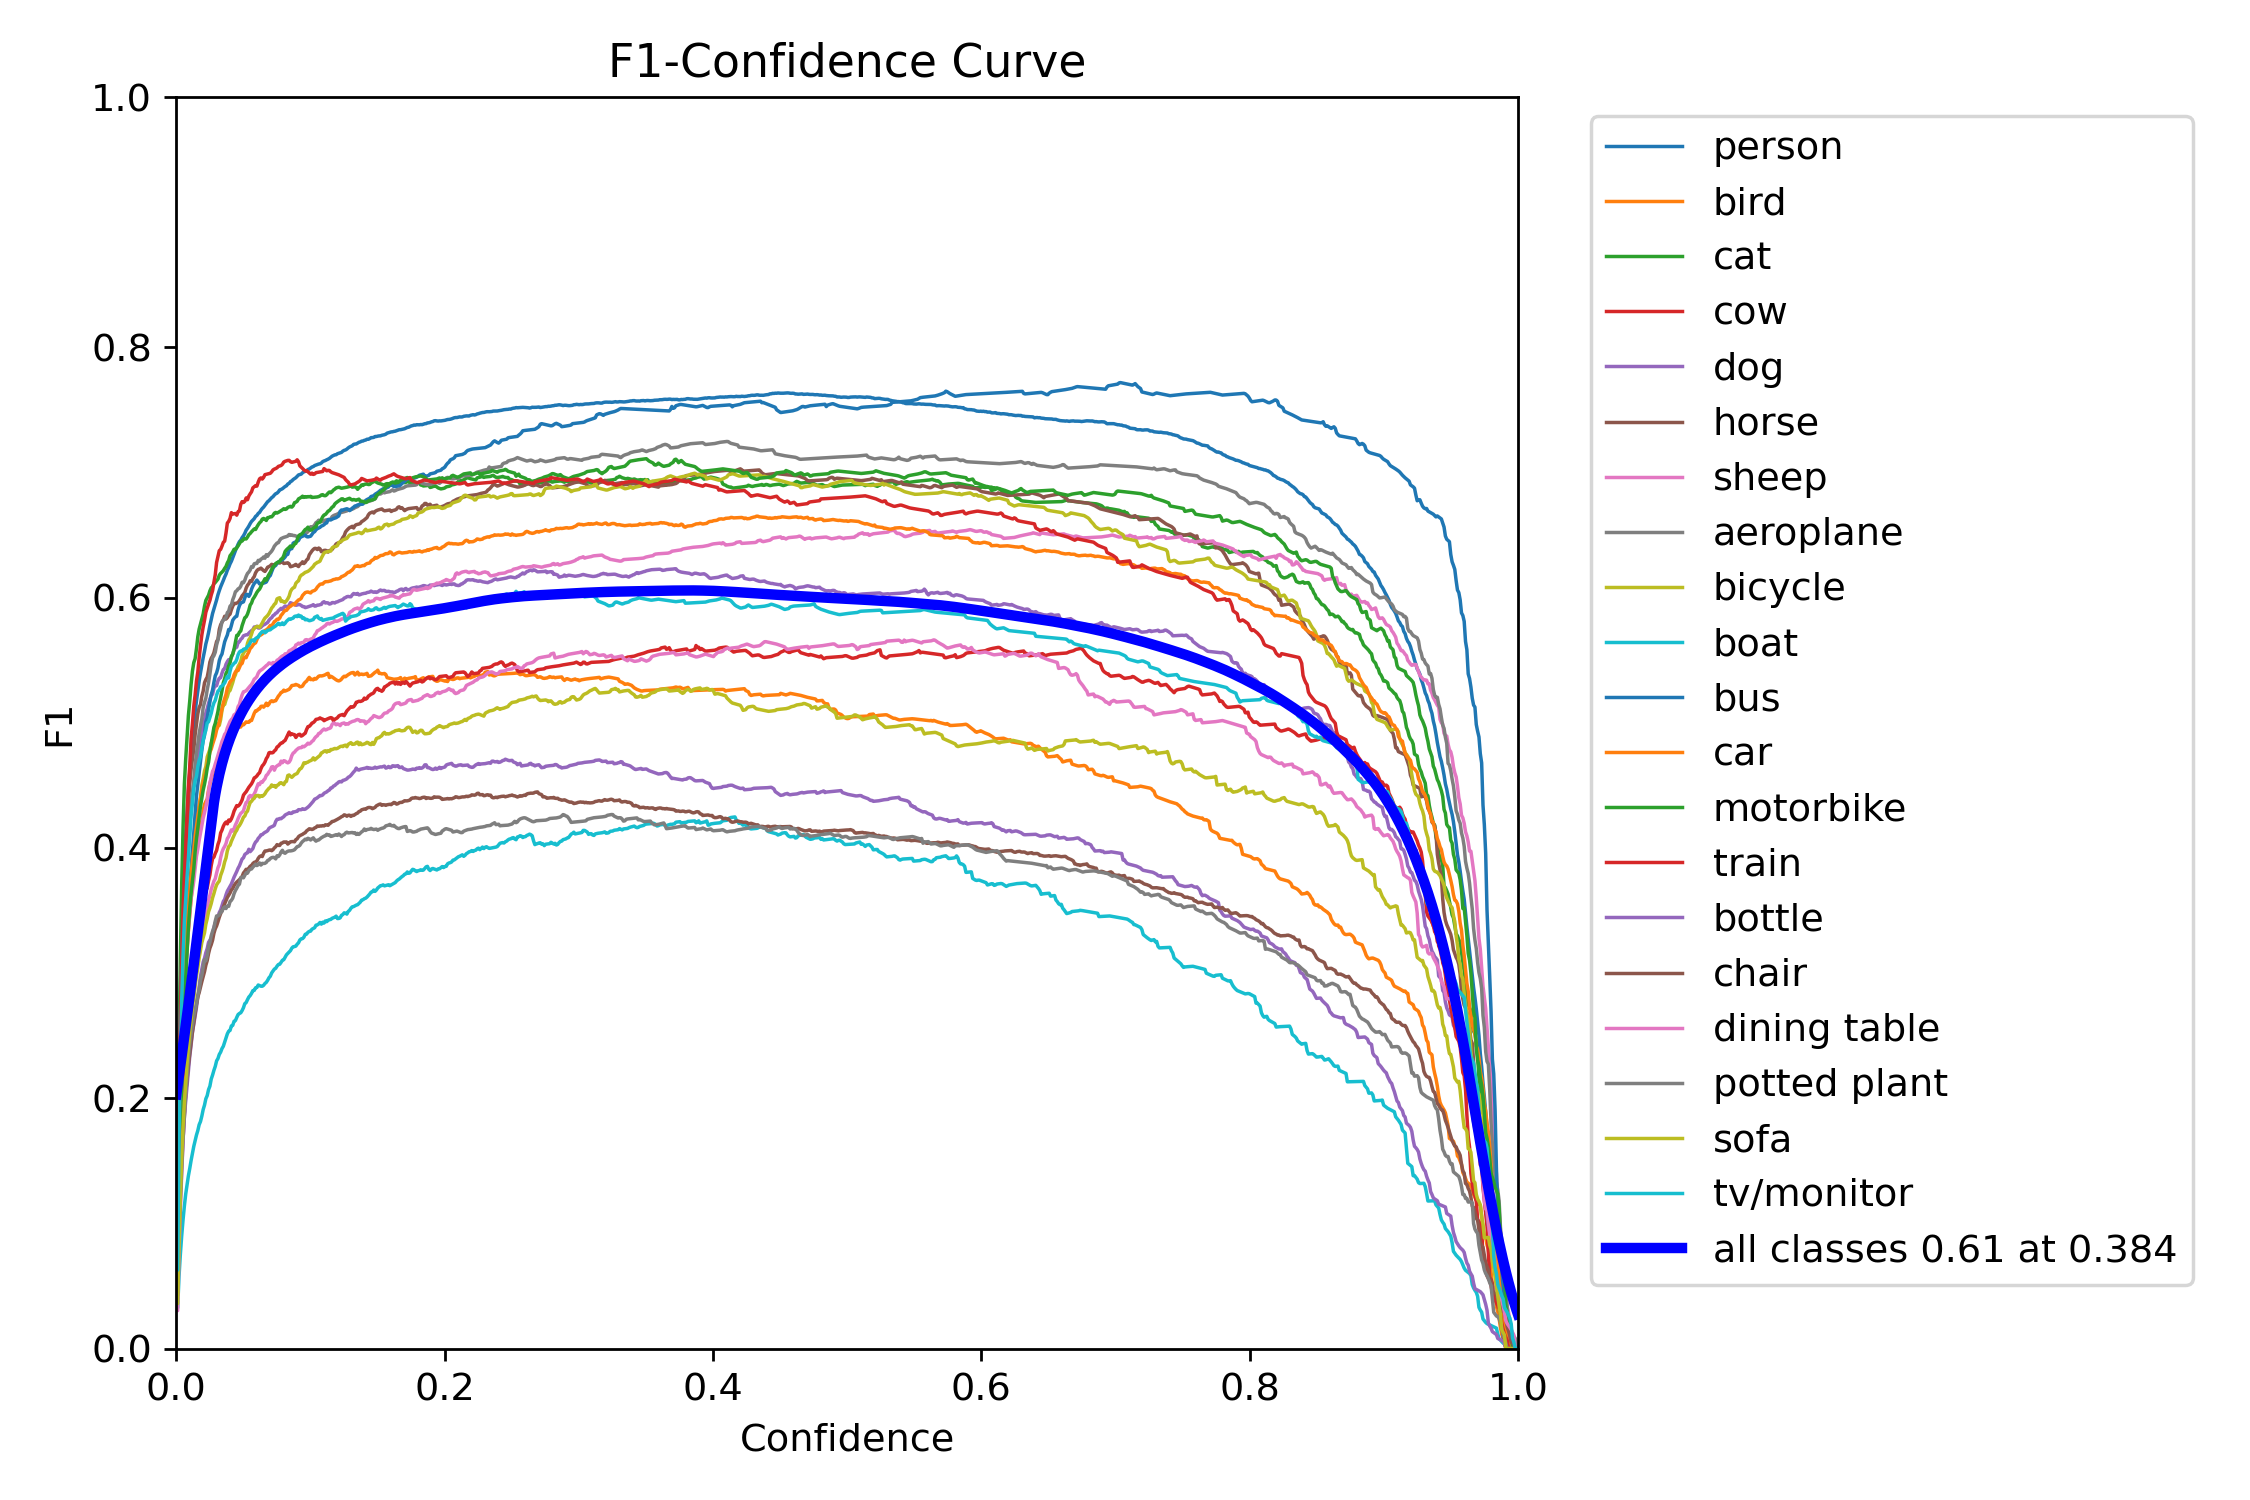 F1-Confidence Curve
1.0
0.8
0.6
0.4
0.2
0.0
F1
0.0 0.2 0.4 0.6 0.8 1.0
Confidence
person
bird
cat
cow
dog
horse
sheep
aeroplane
bicycle
boat
bus
car
motorbike
train
bottle
chair
dining table
potted plant
sofa
tv/monitor
all classes 0.61 at 0.384